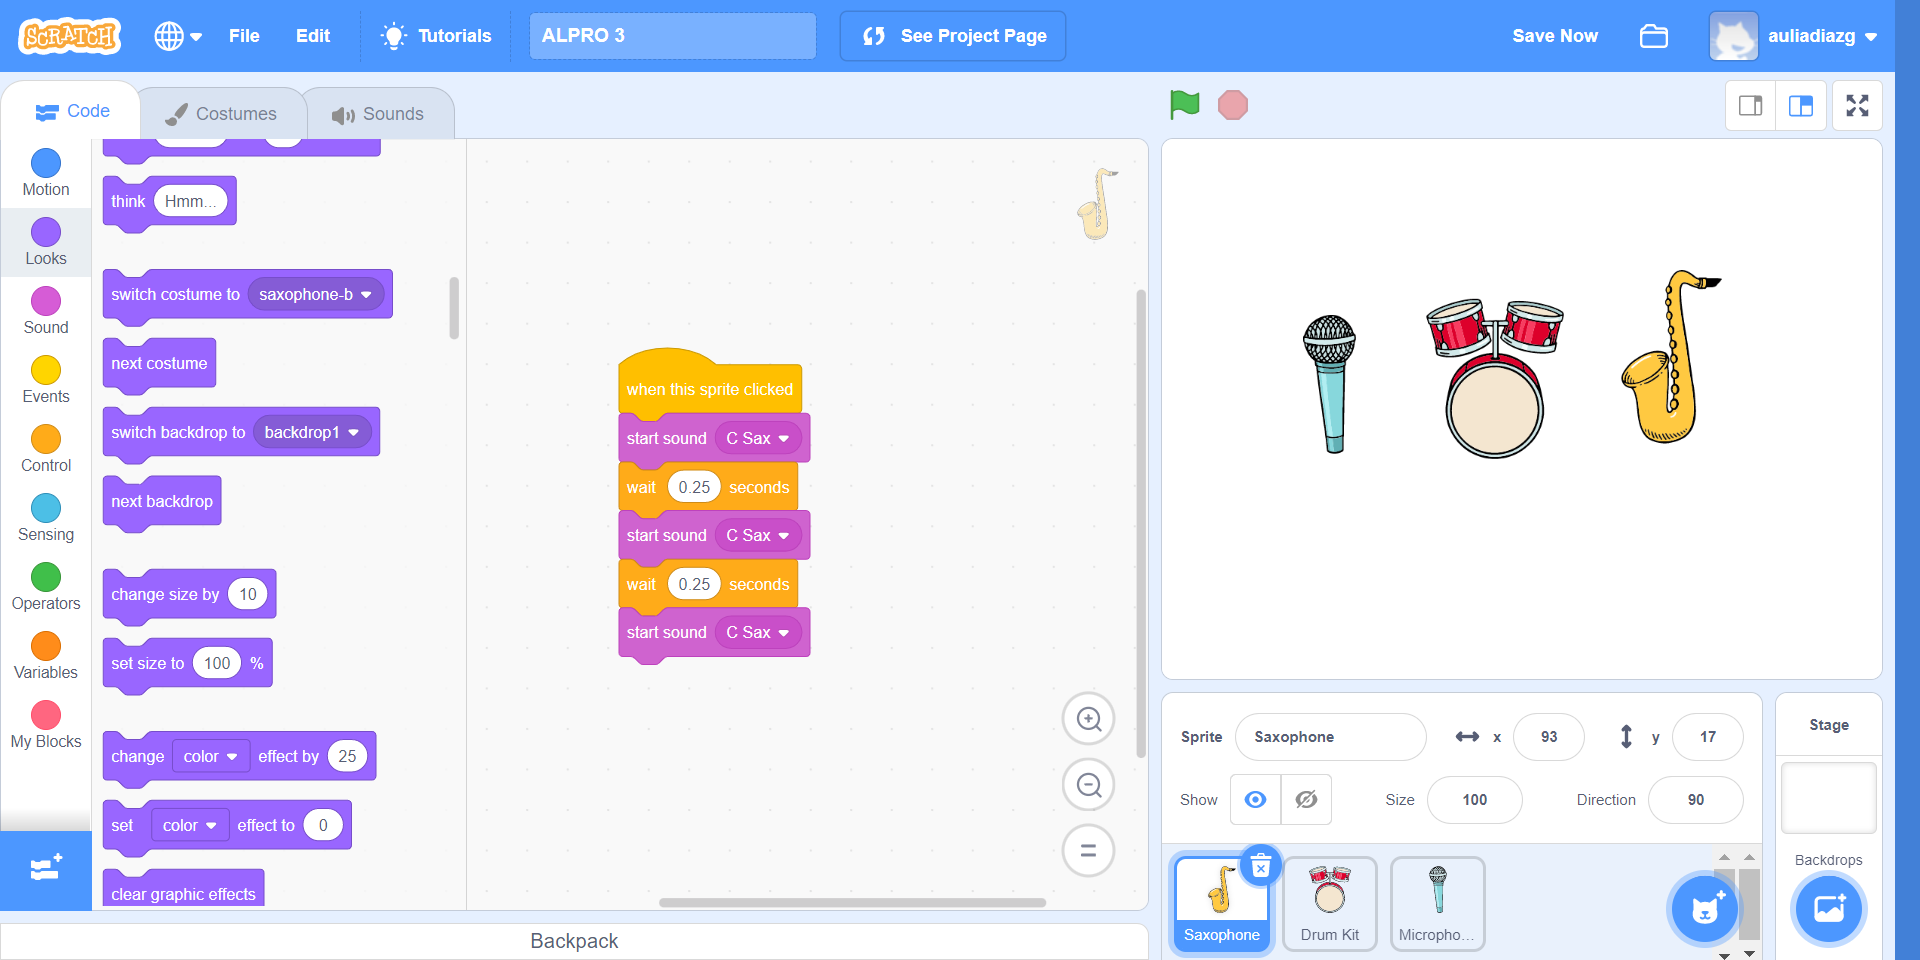 SCRATCH File Edit Tutorials ALPRO 3 See Project Page Save Now auliadiazg
Code Costumes Sounds
Motion
Looks
Sound
Events
Control
Sensing
Operators
Variables
My Blocks
think Hmm...
switch costume to saxophone-b
next costume
switch backdrop to backdrop1
next backdrop
change size by 10
set size to 100 %
change color effect by 25
set color effect to 0
clear graphic effects
when this sprite clicked
start sound C Sax
wait 0.25 seconds
start sound C Sax
wait 0.25 seconds
start sound C Sax
Backpack
Sprite Saxophone x 93 y 17
Show Size 100 Direction 90
Saxophone Drum Kit Micropho...
Stage
Backdrops